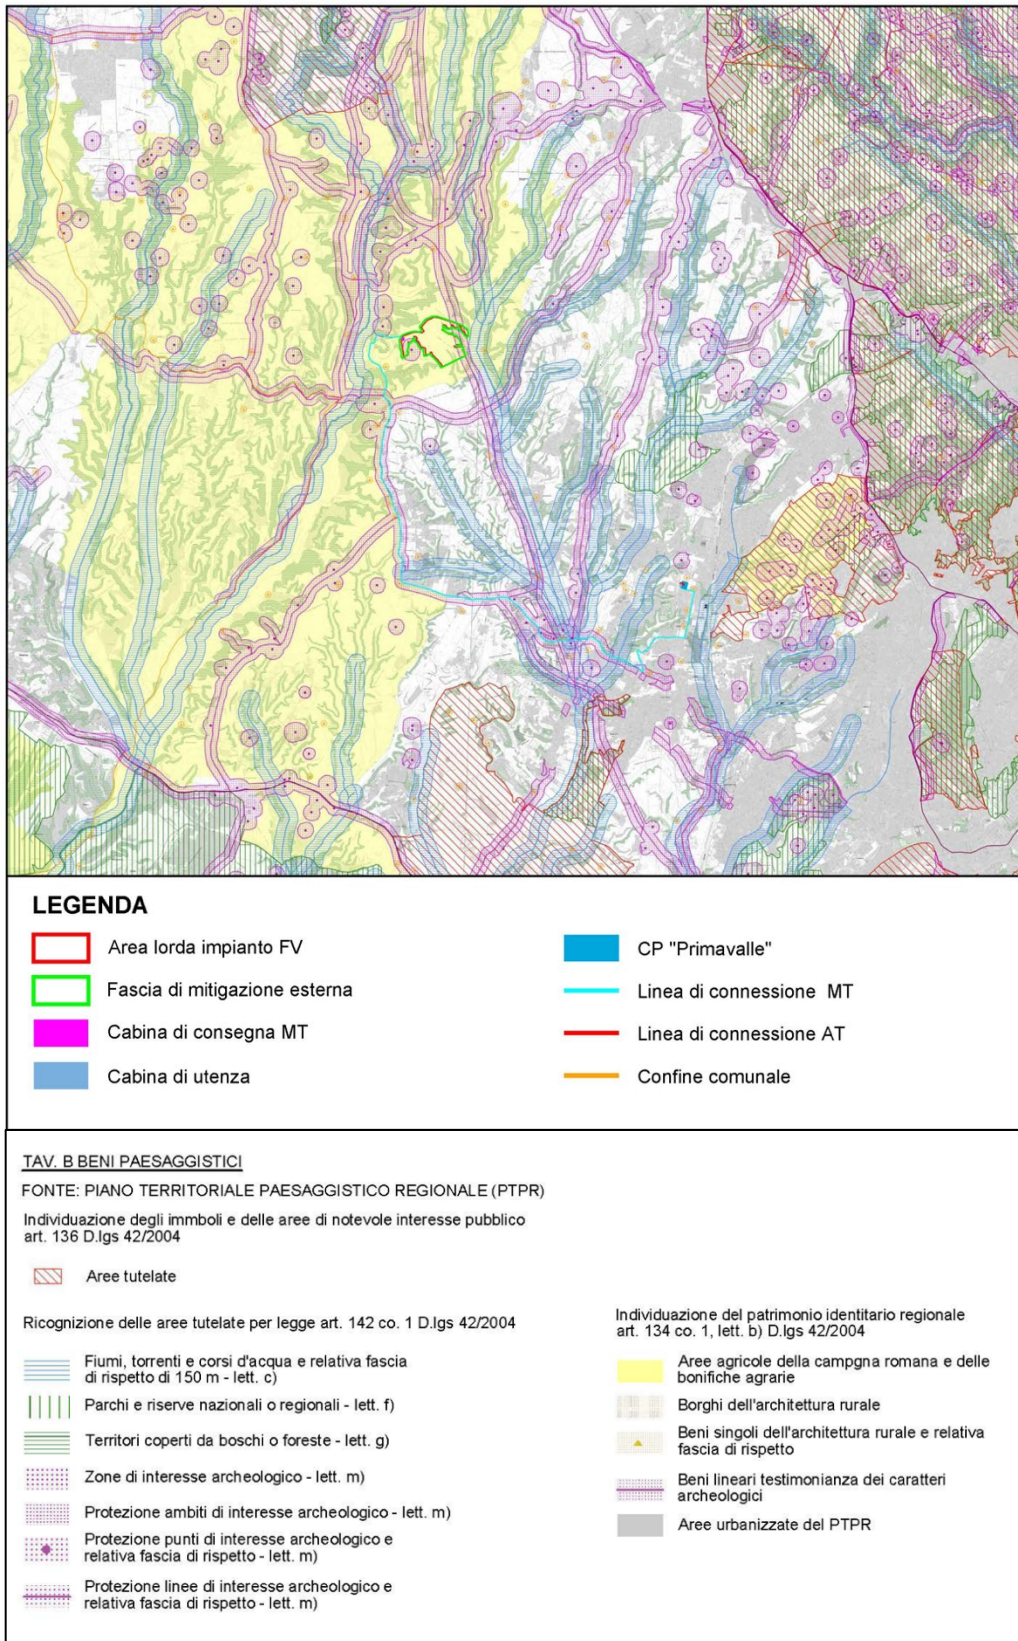 LEGENDA
Area lorda impianto FV
Fascia di mitigazione esterna
Cabina di consegna MT
Cabina di utenza
CP "Primavalle"
Linea di connessione MT
Linea di connessione AT
Confine comunale
TAV. B BENI PAESAGGISTICI
FONTE: PIANO TERRITORIALE PAESAGGISTICO REGIONALE (PTPR)
Individuazione degli immboli e delle aree di notevole interesse pubblico
art. 136 D.lgs 42/2004
Aree tutelate
Ricognizione delle aree tutelate per legge art. 142 co. 1 D.lgs 42/2004
Fiumi, torrenti e corsi d'acqua e relativa fascia
di rispetto di 150 m - lett. c)
Parchi e riserve nazionali o regionali - lett. f)
Territori coperti da boschi o foreste - lett. g)
Zone di interesse archeologico - lett. m)
Protezione ambiti di interesse archeologico - lett. m)
Protezione punti di interesse archeologico e
relativa fascia di rispetto - lett. m)
Protezione linee di interesse archeologico e
relativa fascia di rispetto - lett. m)
Individuazione del patrimonio identitario regionale
art. 134 co. 1, lett. b) D.lgs 42/2004
Aree agricole della campgna romana e delle
bonifiche agrarie
Borghi dell'architettura rurale
Beni singoli dell'architettura rurale e relativa
fascia di rispetto
Beni lineari testimonianza dei caratteri
archeologici
Aree urbanizzate del PTPR